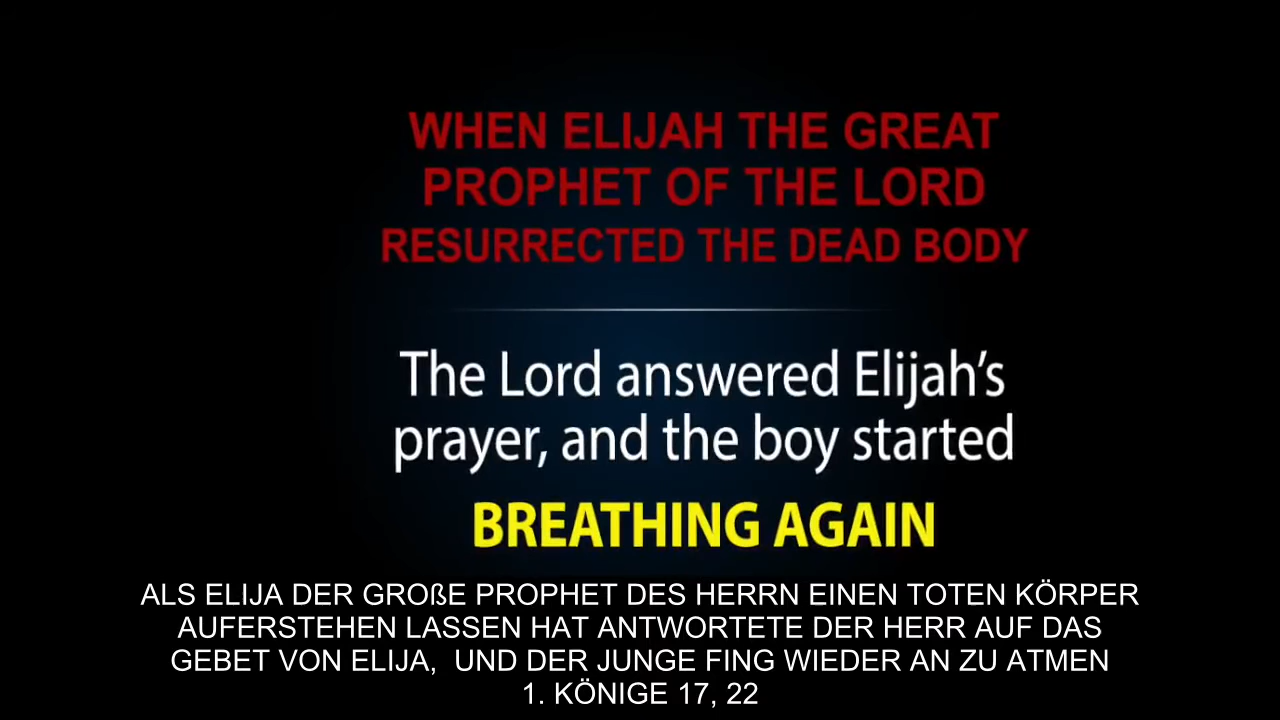 WHEN ELIJAH THE GREAT
PROPHET OF THE LORD
RESURRECTED THE DEAD BODY
The Lord answered Elijah's
prayer, and the boy started
BREATHING AGAIN
ALS ELIJA DER GROßE PROPHET DES HERRN EINEN TOTEN KÖRPER
AUFERSTEHEN LASSEN HAT ANTWORTETE DER HERR AUF DAS
GEBET VON ELIJA,  UND DER JUNGE FING WIEDER AN ZU ATMEN
1. KÖNIGE 17, 22